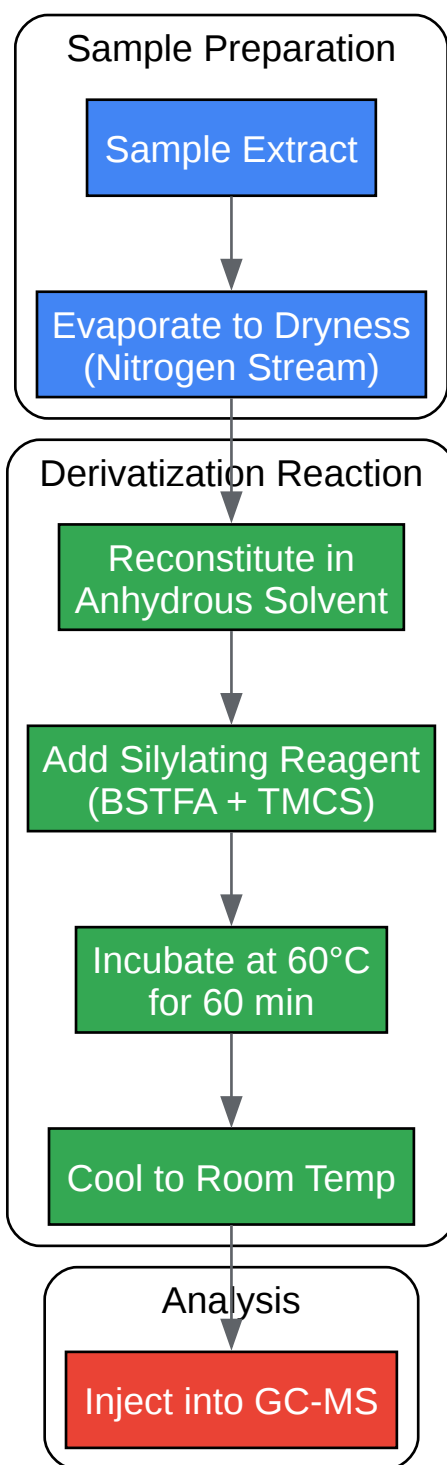 Sample Preparation
Sample Extract
Evaporate to Dryness
(Nitrogen Stream)
Derivatization Reaction
Reconstitute in
Anhydrous Solvent
Add Silylating Reagent
(BSTFA + TMCS)
Incubate at 60°C
for 60 min
Cool to Room Temp
Analysis
Inject into GC-MS